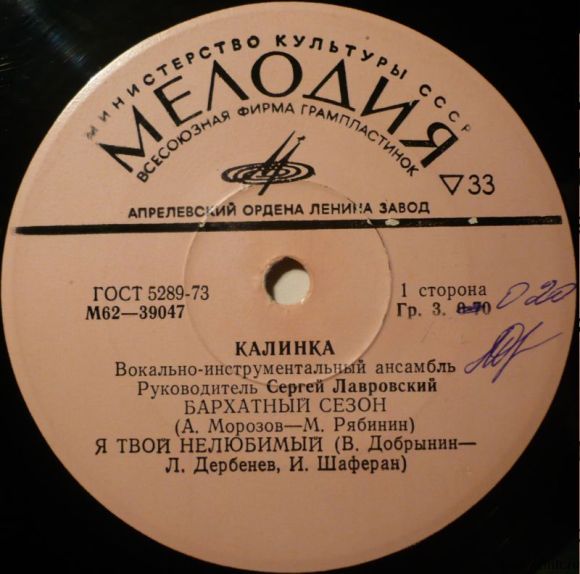 МИНИСТЕРСТВО КУЛЬТУРЫ СССР
МЕЛОДИЯ
ВСЕСОЮЗНАЯ ФИРМА ГРАМПЛАСТИНОК
33
АПРЕЛЕВСКИЙ ОРДЕНА ЛЕНИНА ЗАВОД
ГОСТ 5289-73
М62—39047
1 сторона
Гр. 3. 8-70 0 20
КАЛИНКА
Вокально-инструментальный ансамбль
Руководитель Сергей Лавровский
БАРХАТНЫЙ СЕЗОН
(А. Морозов—М. Рябинин)
Я ТВОЙ НЕЛЮБИМЫЙ (В. Добрынин—
Л. Дербенев, И. Шаферан)